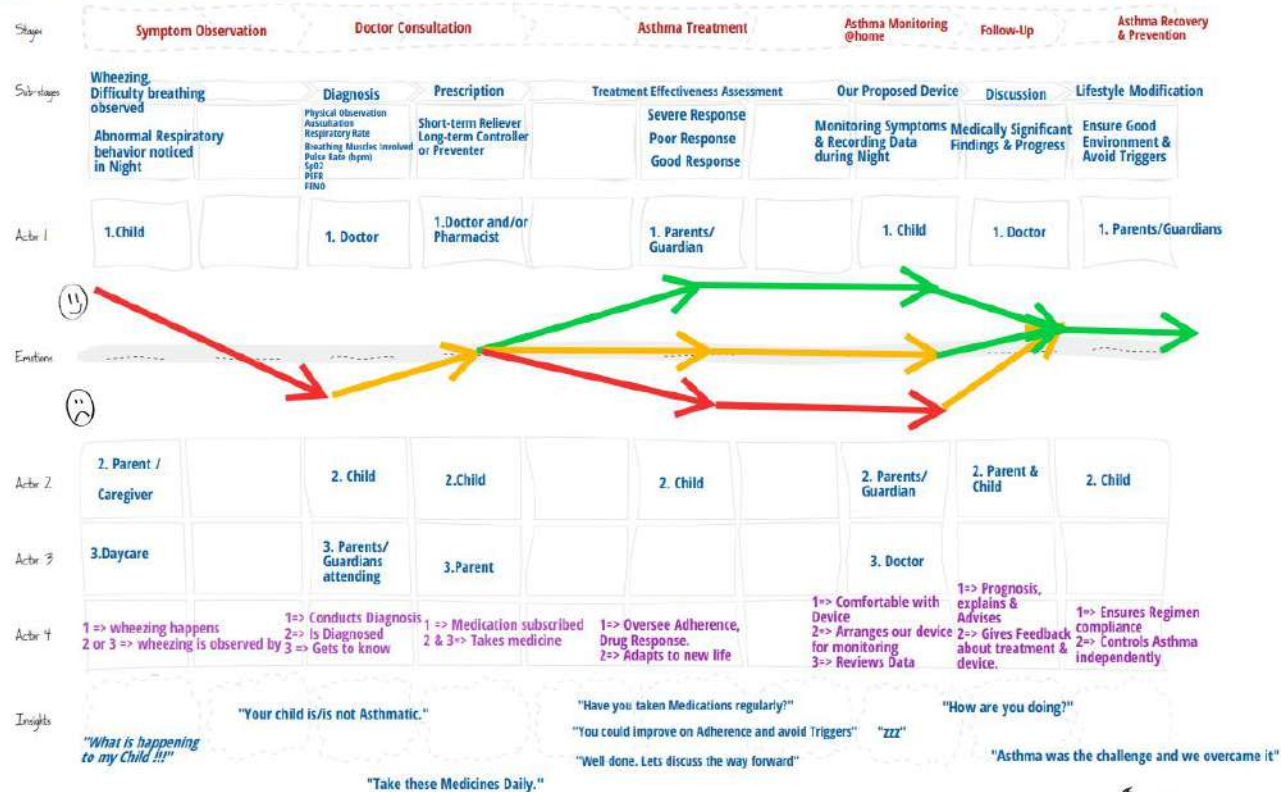 Stages
Symptom Observation
Doctor Consultation
Asthma Treatment
Asthma Monitoring
@home
Follow-Up
Asthma Recovery
& Prevention
Sub-stages
Wheezing,
Difficulty breathing
observed
Abnormal Respiratory
behavior noticed
in Night
Diagnosis
Physical Observation
Auscultation
Respiratory Rate
Breathing Muscles Involved
Pulse Rate (bpm)
SpO2
PEFR
FENO
Prescription
Short-term Reliever
Long-term Controller
or Preventer
Treatment Effectiveness Assessment
Severe Response
Poor Response
Good Response
Our Proposed Device
Monitoring Symptoms
& Recording Data
during Night
Discussion
Medically Significant
Findings & Progress
Lifestyle Modification
Ensure Good
Environment &
Avoid Triggers
Actor 1
1.Child
1. Doctor
1.Doctor and/or
Pharmacist
1. Parents/
Guardian
1. Child
1. Doctor
1. Parents/Guardians
Emotions
Actor 2
2. Parent /
Caregiver
2. Child
2.Child
2. Child
2. Parents/
Guardian
2. Parent &
Child
2. Child
Actor 3
3.Daycare
3. Parents/
Guardians
attending
3.Parent
3. Doctor
Actor 4
1 => wheezing happens
2 or 3 => wheezing is observed by
1=> Conducts Diagnosis
2=> Is Diagnosed
3 => Gets to know
1 => Medication subscribed
2 & 3=> Takes medicine
1=> Oversee Adherence,
Drug Response.
2=> Adapts to new life
1=> Comfortable with
Device
2=> Arranges our device
for monitoring
3=> Reviews Data
1=> Prognosis,
explains &
Advises
2=> Gives Feedback
about treatment &
device.
1=> Ensures Regimen
compliance
2=> Controls Asthma
independently
Insights
"What is happening
to my Child !!!"
"Your child is/is not Asthmatic."
"Take these Medicines Daily."
"Have you taken Medications regularly?"
"You could improve on Adherence and avoid Triggers"
"Well done. Lets discuss the way forward"
"zzz"
"How are you doing?"
"Asthma was the challenge and we overcame it"